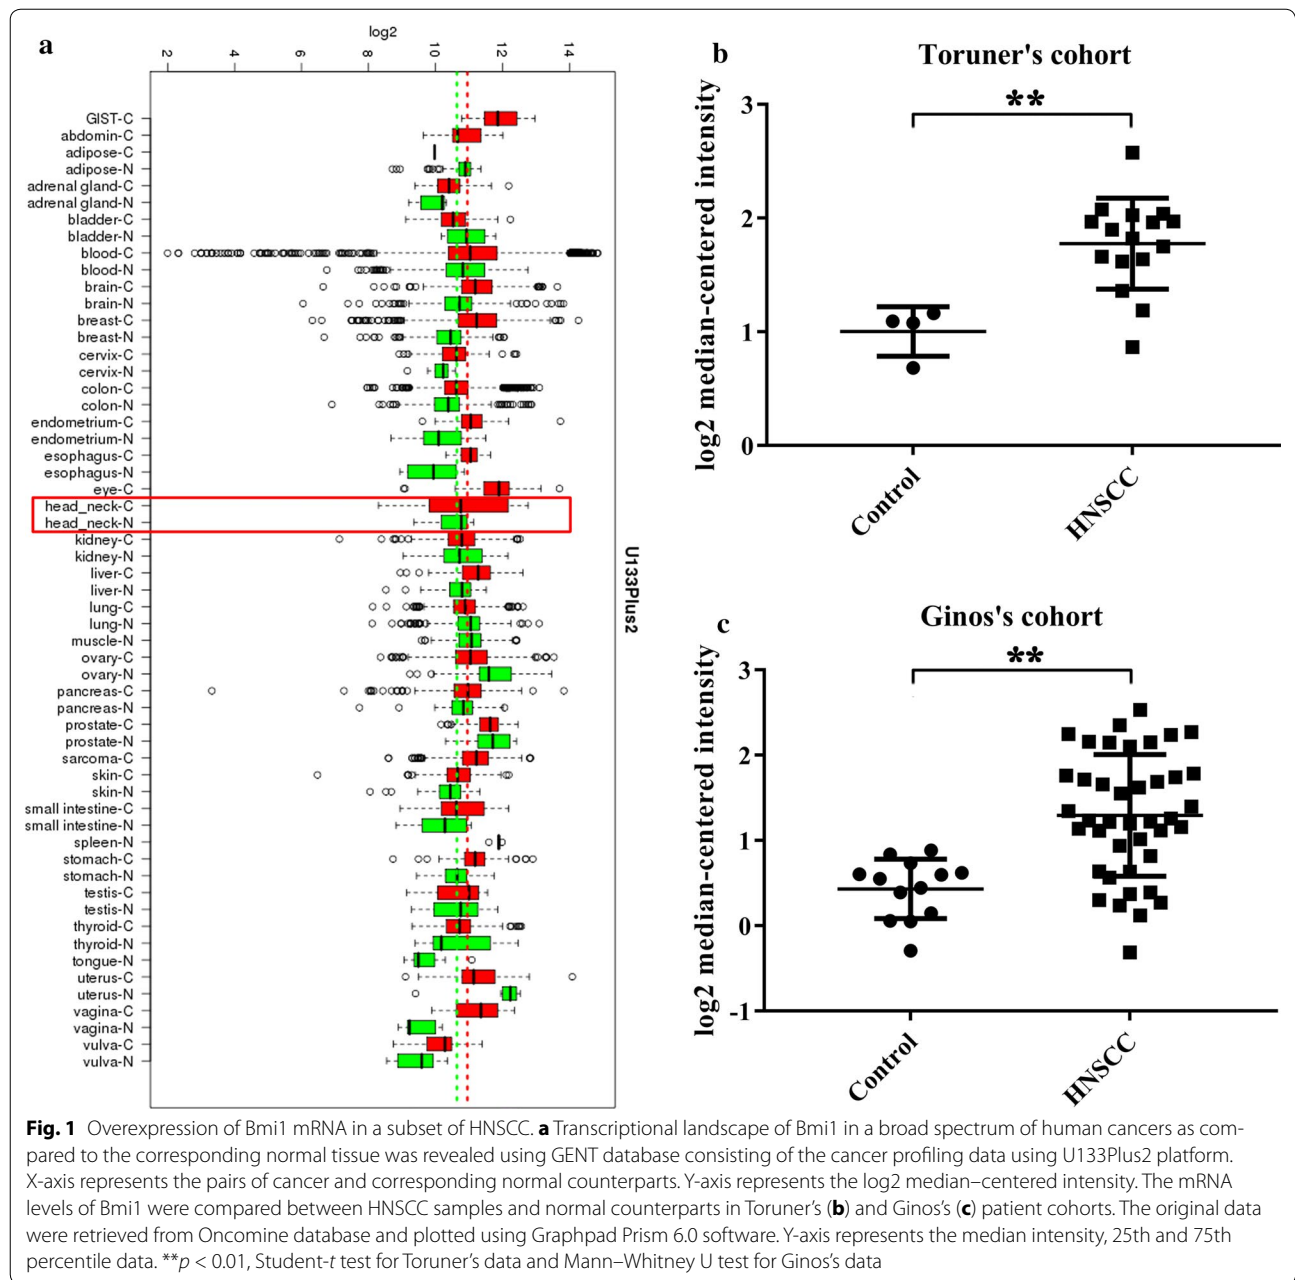 a
log2
2 4 6 8 10 12 14
GIST-C
abdomin-C
adipose-C
adipose-N
adrenal gland-C
adrenal gland-N
bladder-C
bladder-N
blood-C
blood-N
brain-C
brain-N
breast-C
breast-N
cervix-C
cervix-N
colon-C
colon-N
endometrium-C
endometrium-N
esophagus-C
esophagus-N
eye-C
head_neck-C
head_neck-N
kidney-C
kidney-N
liver-C
liver-N
lung-C
lung-N
muscle-N
ovary-C
ovary-N
pancreas-C
pancreas-N
prostate-C
prostate-N
sarcoma-C
skin-C
skin-N
small intestine-C
small intestine-N
spleen-N
stomach-C
stomach-N
testis-C
testis-N
thyroid-C
thyroid-N
tongue-N
uterus-C
uterus-N
vagina-C
vagina-N
vulva-C
vulva-N
U133Plus2
b
Toruner's cohort
**
log2 median-centered intensity
3
2
1
0
Control
HNSCC
c
Ginos's cohort
**
log2 median-centered intensity
3
2
1
0
-1
Control
HNSCC
Fig. 1 Overexpression of Bmi1 mRNA in a subset of HNSCC. a Transcriptional landscape of Bmi1 in a broad spectrum of human cancers as com-
pared to the corresponding normal tissue was revealed using GENT database consisting of the cancer profiling data using U133Plus2 platform.
X-axis represents the pairs of cancer and corresponding normal counterparts. Y-axis represents the log2 median–centered intensity. The mRNA
levels of Bmi1 were compared between HNSCC samples and normal counterparts in Toruner’s (b) and Ginos’s (c) patient cohorts. The original data
were retrieved from Oncomine database and plotted using Graphpad Prism 6.0 software. Y-axis represents the median intensity, 25th and 75th
percentile data. **p < 0.01, Student-t test for Toruner’s data and Mann–Whitney U test for Ginos’s data